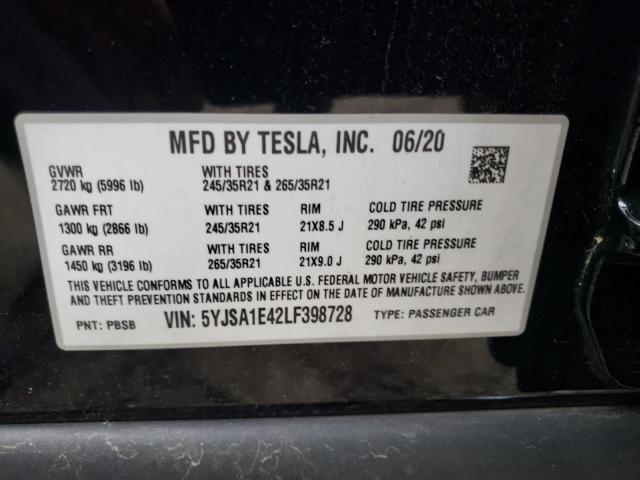 MFD BY TESLA, INC. 06/20
GVWR WITH TIRES
2720 kg (5996 lb) 245/35R21 & 265/35R21
GAWR FRT WITH TIRES RIM COLD TIRE PRESSURE
1300 kg (2866 lb) 245/35R21 21X8.5 J 290 kPa, 42 psi
GAWR RR WITH TIRES RIM COLD TIRE PRESSURE
1450 kg (3196 lb) 265/35R21 21X9.0 J 290 kPa, 42 psi
THIS VEHICLE CONFORMS TO ALL APPLICABLE U.S. FEDERAL MOTOR VEHICLE SAFETY, BUMPER
AND THEFT PREVENTION STANDARDS IN EFFECT ON THE DATE OF MANUFACTURE SHOWN ABOVE.
PNT: PBSB VIN: 5YJSA1E42LF398728 TYPE: PASSENGER CAR